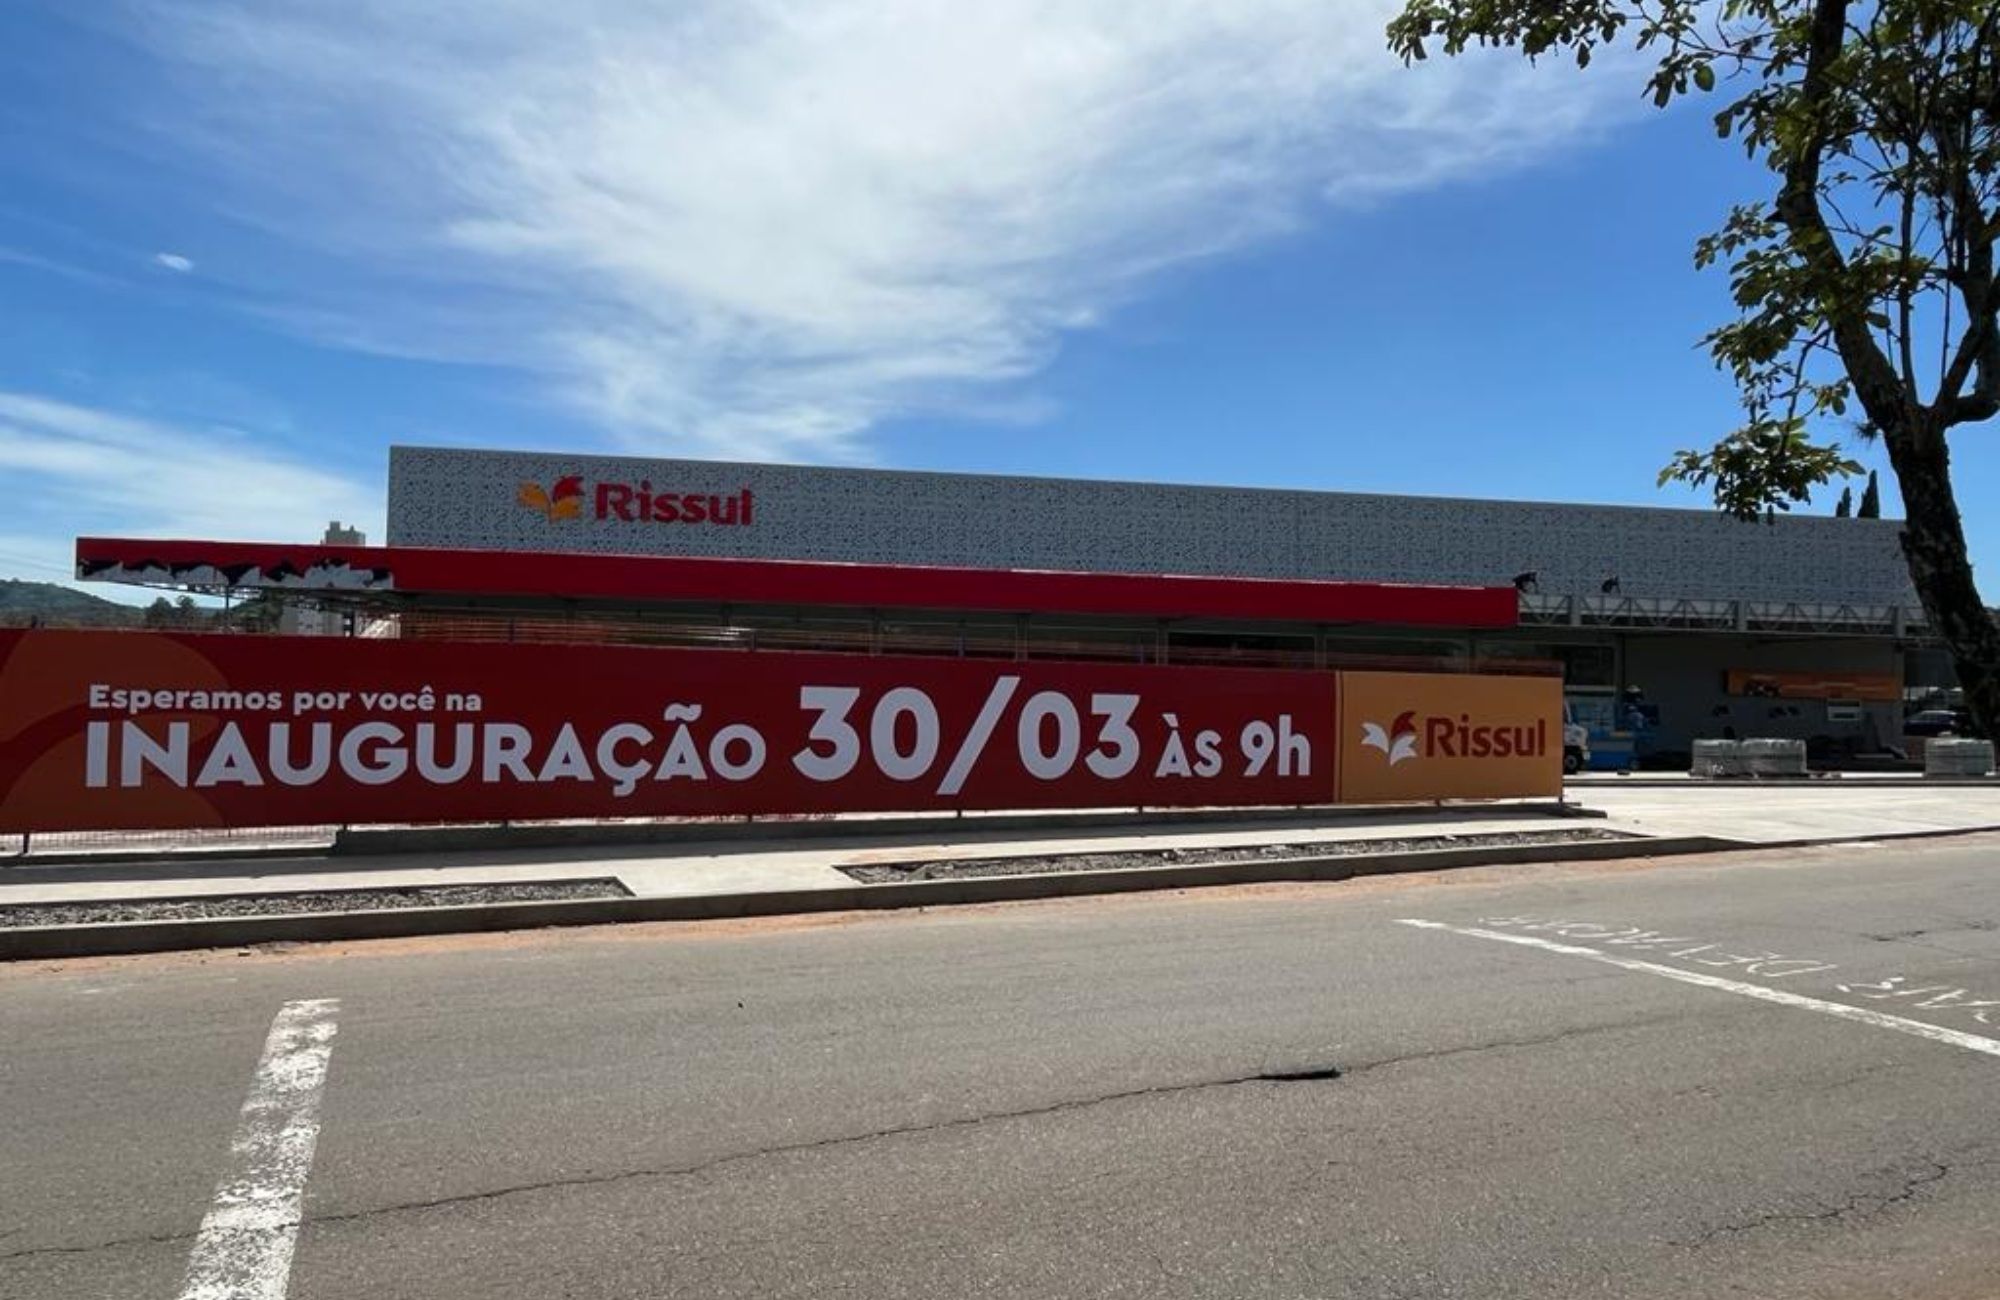 Rissul
Esperamos por você na
INAUGURAÇÃO 30/03 ÀS 9h
Rissul